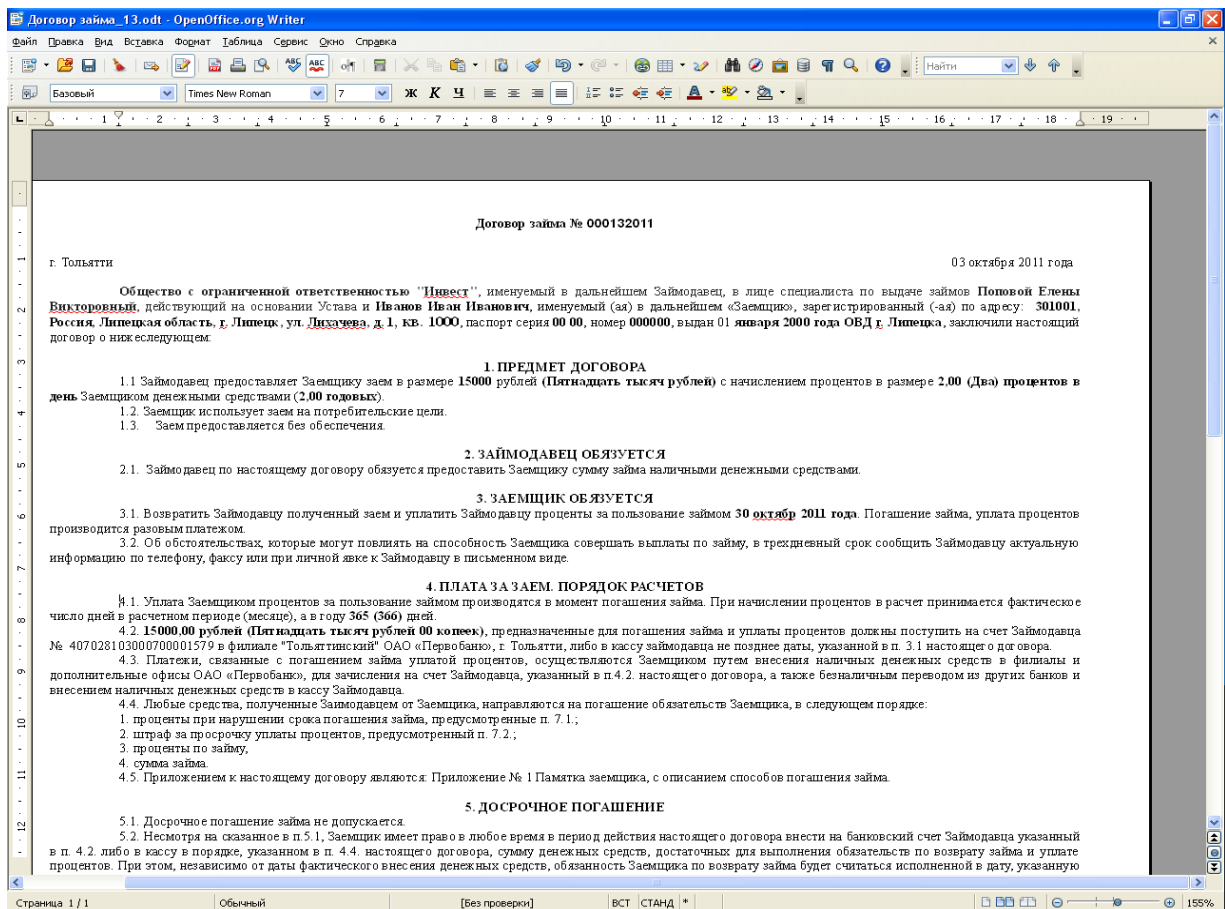 Договор займа_13.odt - OpenOffice.org Writer
Файл Правка Вид Вставка Формат Таблица Сервис Окно Справка
Найти
Базовый Times New Roman 7 Ж К Ч
1 2 3 4 5 6 7 8 9 10 11 12 13 14 15 16 17 18 19
Договор займа № 000132011
г. Тольятти 03 октября 2011 года
Общество с ограниченной ответственностью "Инвест", именуемый в дальнейшем Займодавец, в лице специалиста по выдаче займов Поповой Елены
Викторовны, действующий на основании Устава и Иванов Иван Иванович, именуемый (ая) в дальнейшем «Заемщик», зарегистрированный (-ая) по адресу: 301001,
Россия, Липецкая область, г. Липецк, ул. Лихачева, д. 1, кв. 1000, паспорт серия 00 00, номер 000000, выдан 01 января 2000 года ОВД г. Липецка, заключили настоящий
договор о нижеследующем:
1. ПРЕДМЕТ ДОГОВОРА
1.1 Займодавец предоставляет Заемщику заем в размере 15000 рублей (Пятнадцать тысяч рублей) с начислением процентов в размере 2,00 (Два) процентов в
день Заемщиком денежными средствами (2,00 годовых).
1.2. Заемщик использует заем на потребительские цели.
1.3. Заем предоставляется без обеспечения.
2. ЗАЙМОДАВЕЦ ОБЯЗУЕТСЯ
2.1. Займодавец по настоящему договору обязуется предоставить Заемщику сумму займа наличными денежными средствами.
3. ЗАЕМЩИК ОБЯЗУЕТСЯ
3.1. Возвратить Займодавцу полученный заем и уплатить Займодавцу проценты за пользование займом 30 октябр 2011 года. Погашение займа, уплата процентов
производится разовым платежом.
3.2. Об обстоятельствах, которые могут повлиять на способность Заемщика совершать выплаты по займу, в трехдневный срок сообщить Займодавцу актуальную
информацию по телефону, факсу или при личной явке к Займодавцу в письменном виде.
4. ПЛАТА ЗА ЗАЕМ. ПОРЯДОК РАСЧЕТОВ
4.1. Уплата Заемщиком процентов за пользование займом производятся в момент погашения займа. При начислении процентов в расчет принимается фактическое
число дней в расчетном периоде (месяце), а в году 365 (366) дней.
4.2. 15000,00 рублей (Пятнадцать тысяч рублей 00 копеек), предназначенные для погашения займа и уплаты процентов должны поступить на счет Займодавца
№ 40702810300070001579 в филиале "Тольяттинский" ОАО «Первобанк», г. Тольятти, либо в кассу займодавца не позднее даты, указанной в п. 3.1 настоящего договора.
4.3. Платежи, связанные с погашением займа уплатой процентов, осуществляются Заемщиком путем внесения наличных денежных средств в филиалы и
дополнительные офисы ОАО «Первобанк», для зачисления на счет Займодавца, указанный в п.4.2. настоящего договора, а также безналичным переводом из других банков и
внесением наличных денежных средств в кассу Займодавца.
4.4. Любые средства, полученные Заимодавцем от Заемщика, направляются на погашение обязательств Заемщика, в следующем порядке:
1. проценты при нарушении срока погашения займа, предусмотренные п. 7.1.;
2. штраф за просрочку уплаты процентов, предусмотренный п. 7.2.;
3. проценты по займу,
4. сумма займа.
4.5. Приложением к настоящему договору являются: Приложение № 1 Памятка заемщика, с описанием способов погашения займа.
5. ДОСРОЧНОЕ ПОГАШЕНИЕ
5.1. Досрочное погашение займа не допускается.
5.2. Несмотря на сказанное в п.5.1, Заемщик имеет право в любое время в период действия настоящего договора внести на банковский счет Займодавца указанный
в п. 4.2. либо в кассу в порядке, указанном в п. 4.4. настоящего договора, сумму денежных средств, достаточных для выполнения обязательств по возврату займа и уплате
процентов. При этом, независимо от даты фактического внесения денежных средств, обязанность Заемщика по возврату займа будет считаться исполненной в дату, указанную
Страница 1 / 1 Обычный [Без проверки] ВСТ СТАНД * 155%